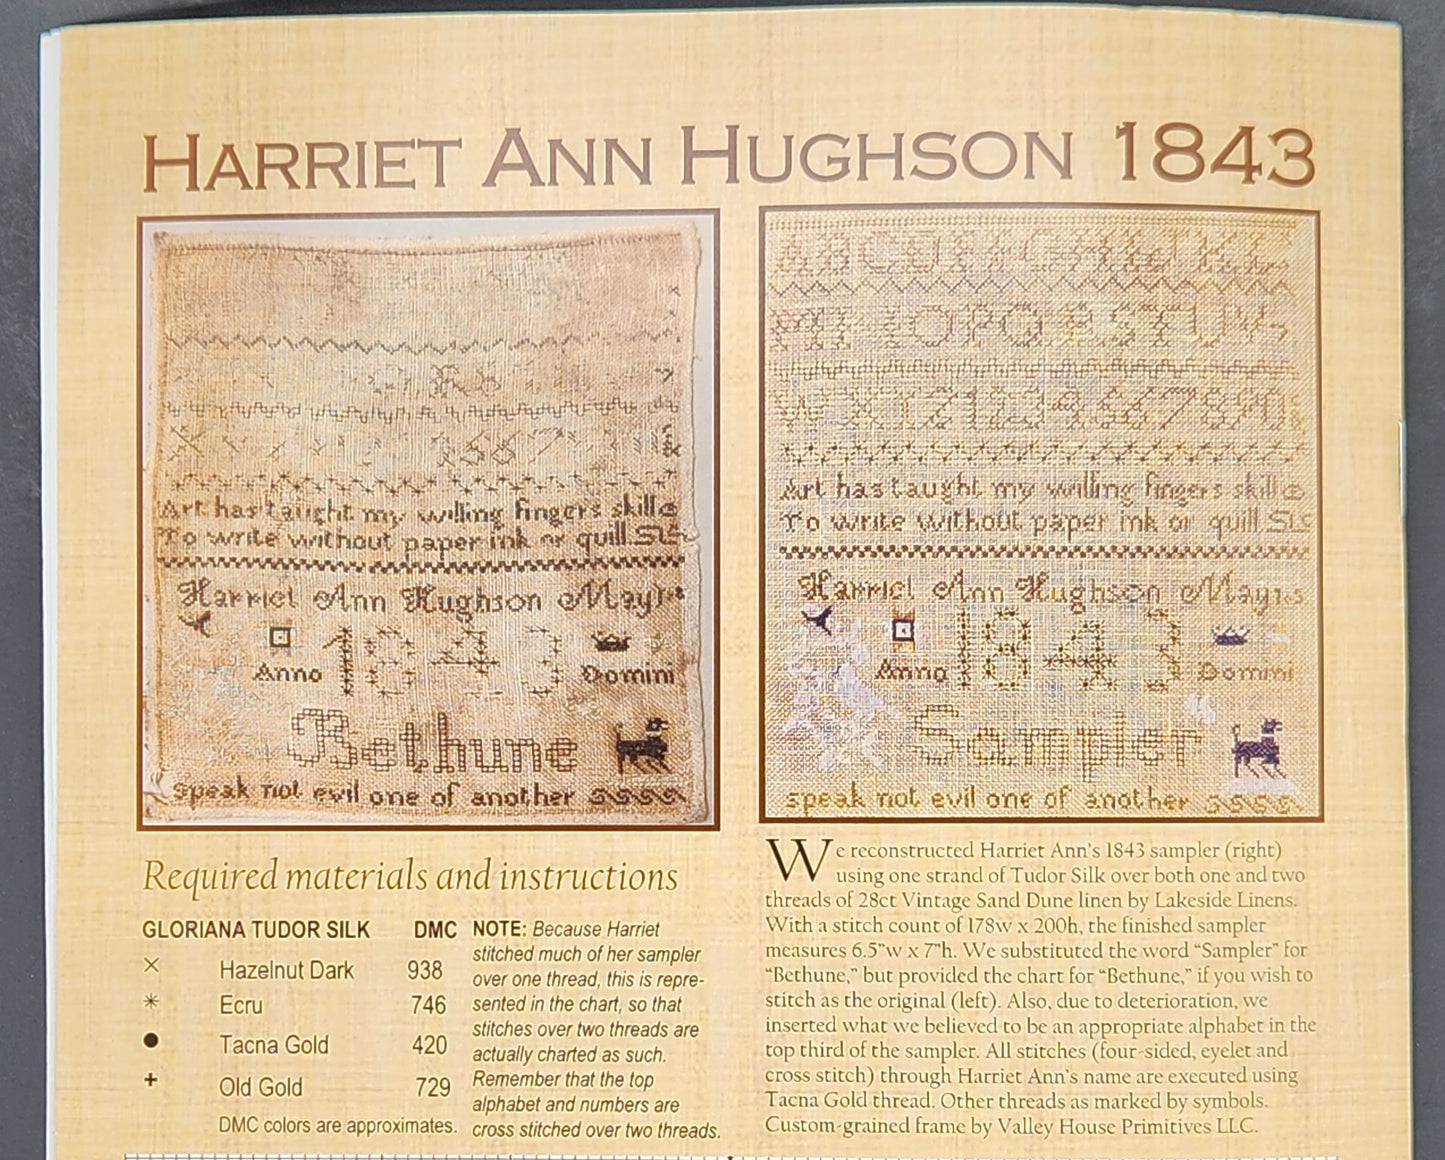 HARRIET ANN HUGHSON 1843
Art has taught my willing fingers skill
To write without paper ink or quill
Harriet Ann Hughson
Anno 1843 Domini
Bethune
speak not evil one of another
ABCDEFGHIJKL
MNOPQRSTUV
WXYZ1234567890
Art has taught my willing fingers skill
To write without paper ink or quill
Harriet Ann Hughson
Anno 1843 Domini
Sampler
speak not evil one of another
Required materials and instructions
GLORIANA TUDOR SILK DMC
× Hazelnut Dark 938
✳ Ecru 746
● Tacna Gold 420
+ Old Gold 729
DMC colors are approximates.
NOTE: Because Harriet
stitched much of her sampler
over one thread, this is repre-
sented in the chart, so that
stitches over two threads are
actually charted as such.
Remember that the top
alphabet and numbers are
cross stitched over two threads.
We reconstructed Harriet Ann's 1843 sampler (right)
using one strand of Tudor Silk over both one and two
threads of 28ct Vintage Sand Dune linen by Lakeside Linens.
With a stitch count of 178w x 200h, the finished sampler
measures 6.5"w x 7"h. We substituted the word "Sampler" for
"Bethune," but provided the chart for "Bethune," if you wish to
stitch as the original (left). Also, due to deterioration, we
inserted what we believed to be an appropriate alphabet in the
top third of the sampler. All stitches (four-sided, eyelet and
cross stitch) through Harriet Ann's name are executed using
Tacna Gold thread. Other threads as marked by symbols.
Custom-grained frame by Valley House Primitives LLC.